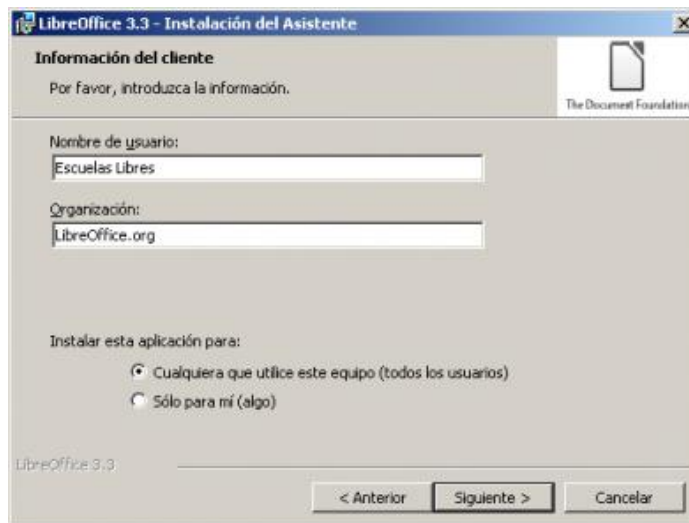 LibreOffice 3.3 - Instalación del Asistente
Información del cliente
Por favor, introduzca la información.
The Document Foundation
Nombre de usuario:
Escuelas Libres
Organización:
LibreOffice.org
Instalar esta aplicación para:
Cualquiera que utilice este equipo (todos los usuarios)
Sólo para mí (algo)
LibreOffice 3.3
< Anterior
Siguiente >
Cancelar